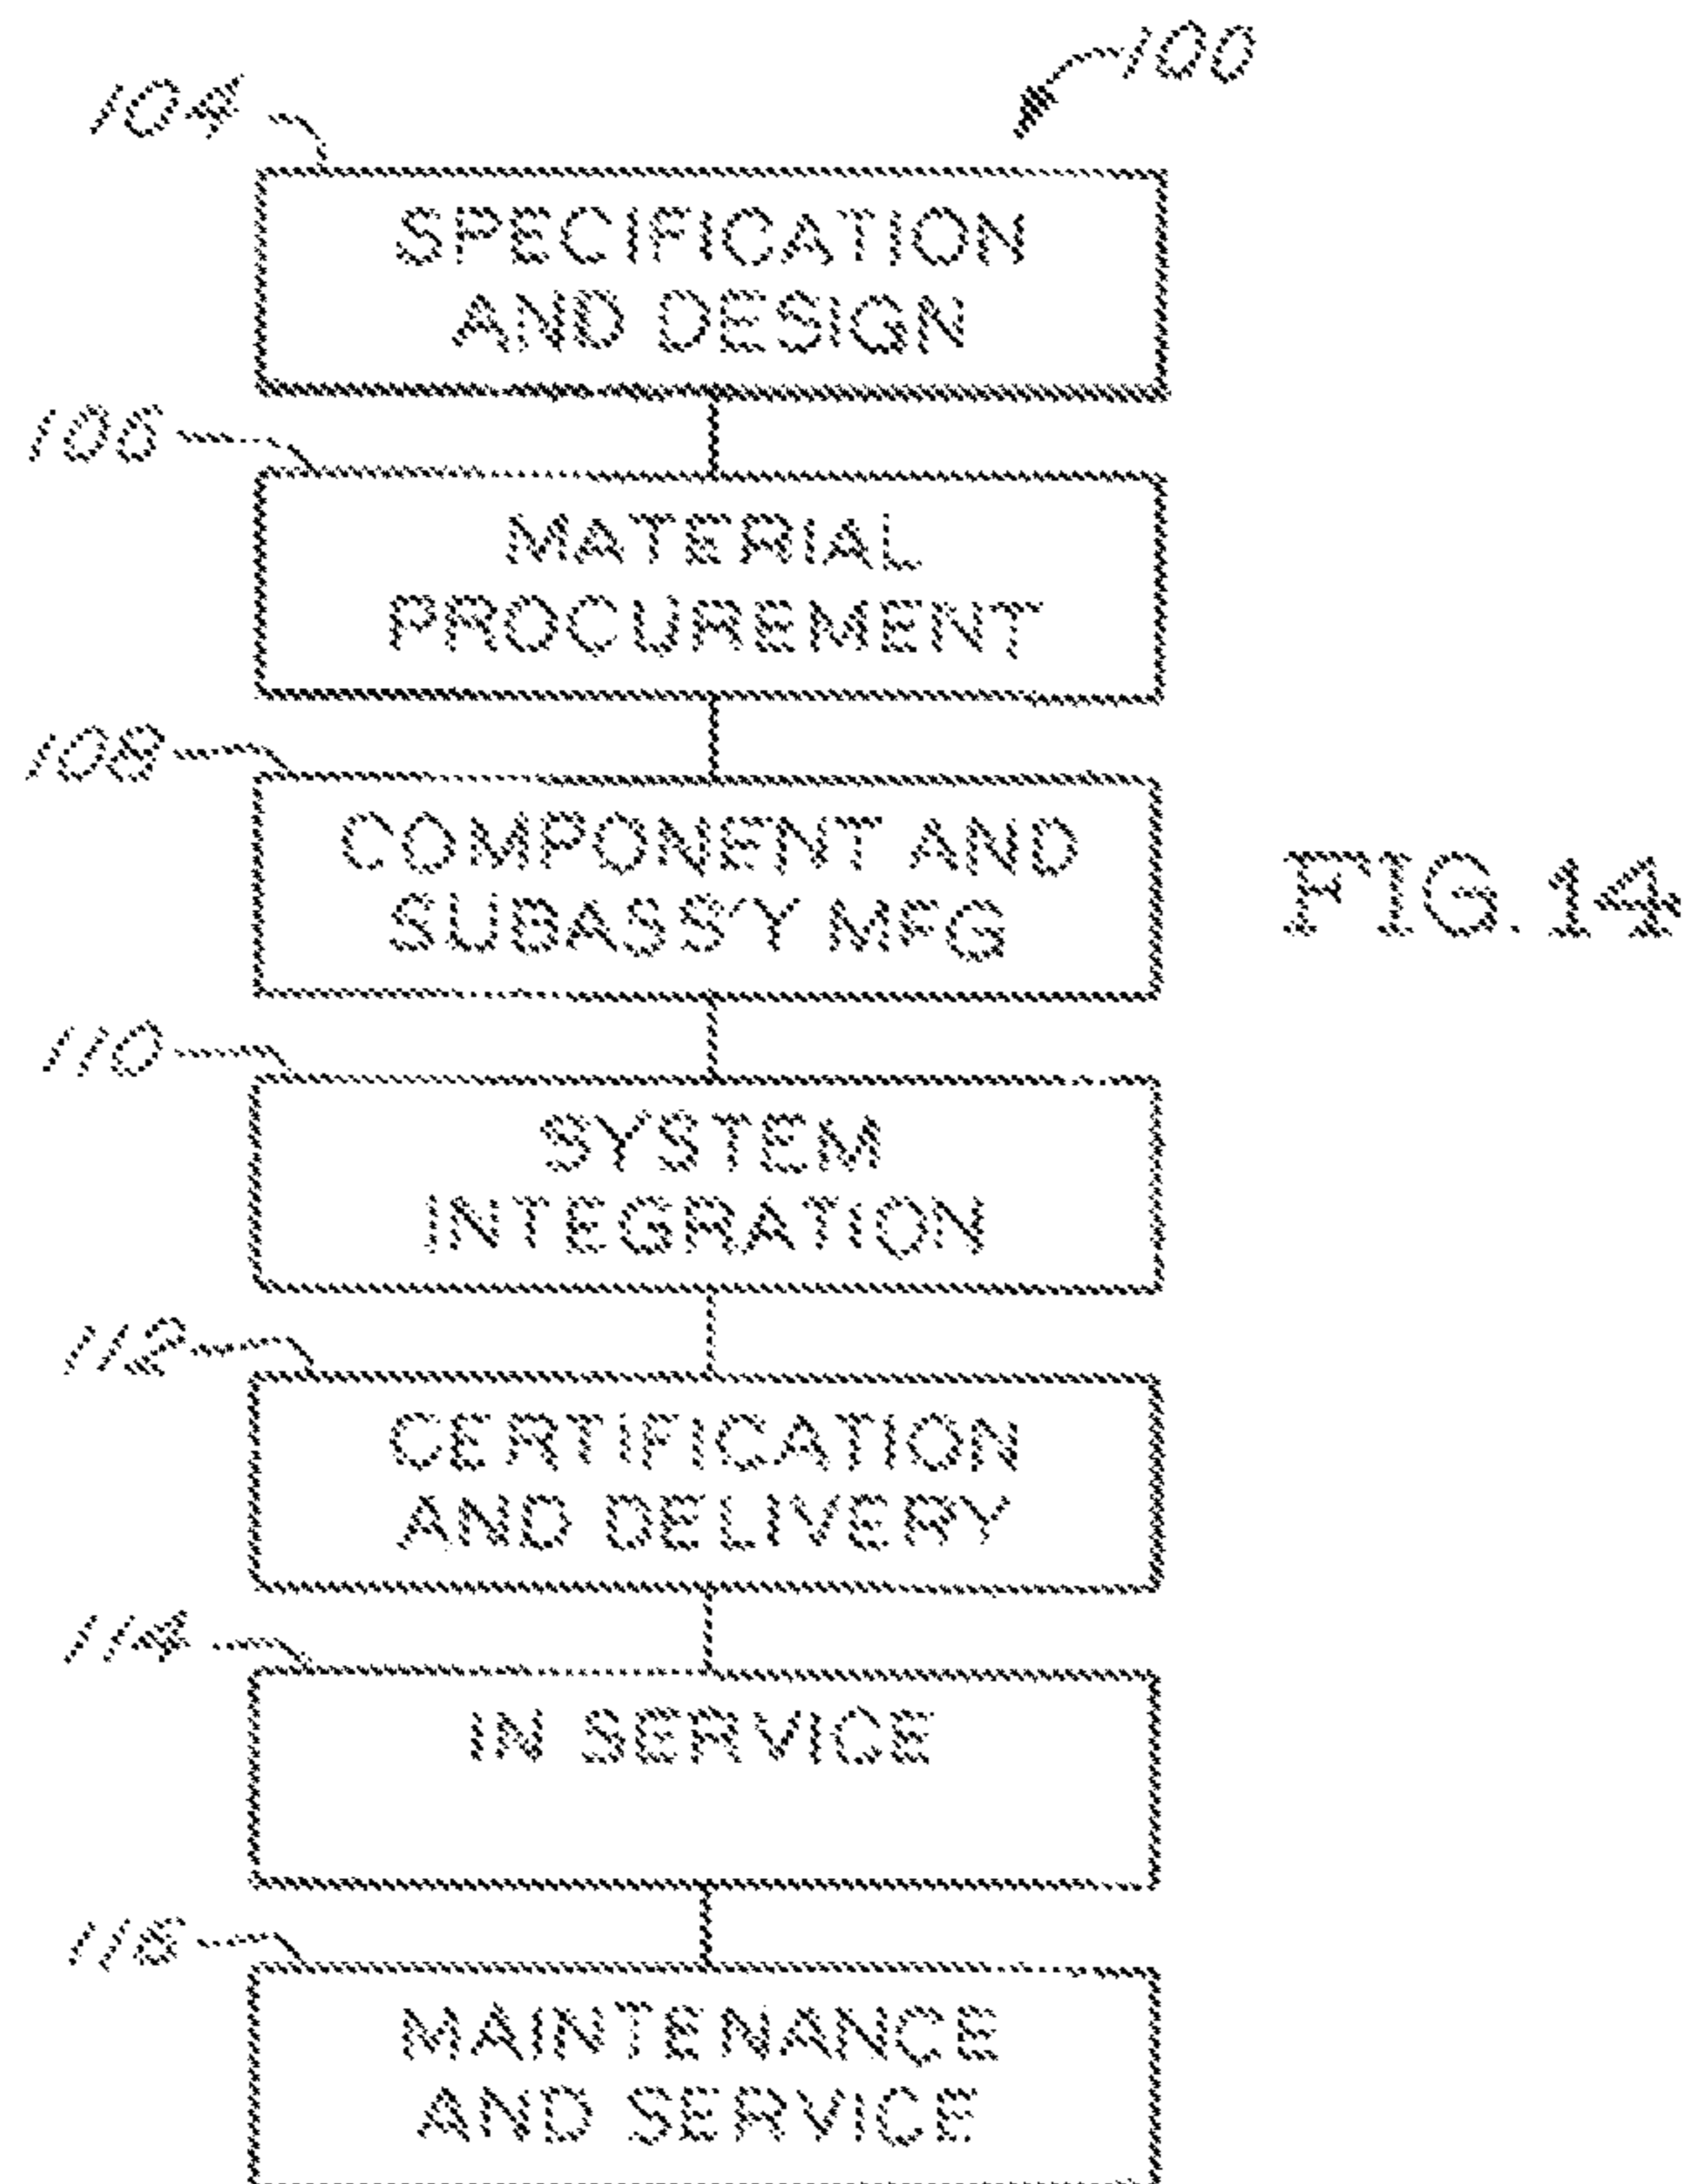 100
104
SPECIFICATION
AND DESIGN
106
MATERIAL
PROCUREMENT
108
COMPONENT AND
SUBASSY MFG
FIG.14
110
SYSTEM
INTEGRATION
112
CERTIFICATION
AND DELIVERY
114
IN SERVICE
116
MAINTENANCE
AND SERVICE